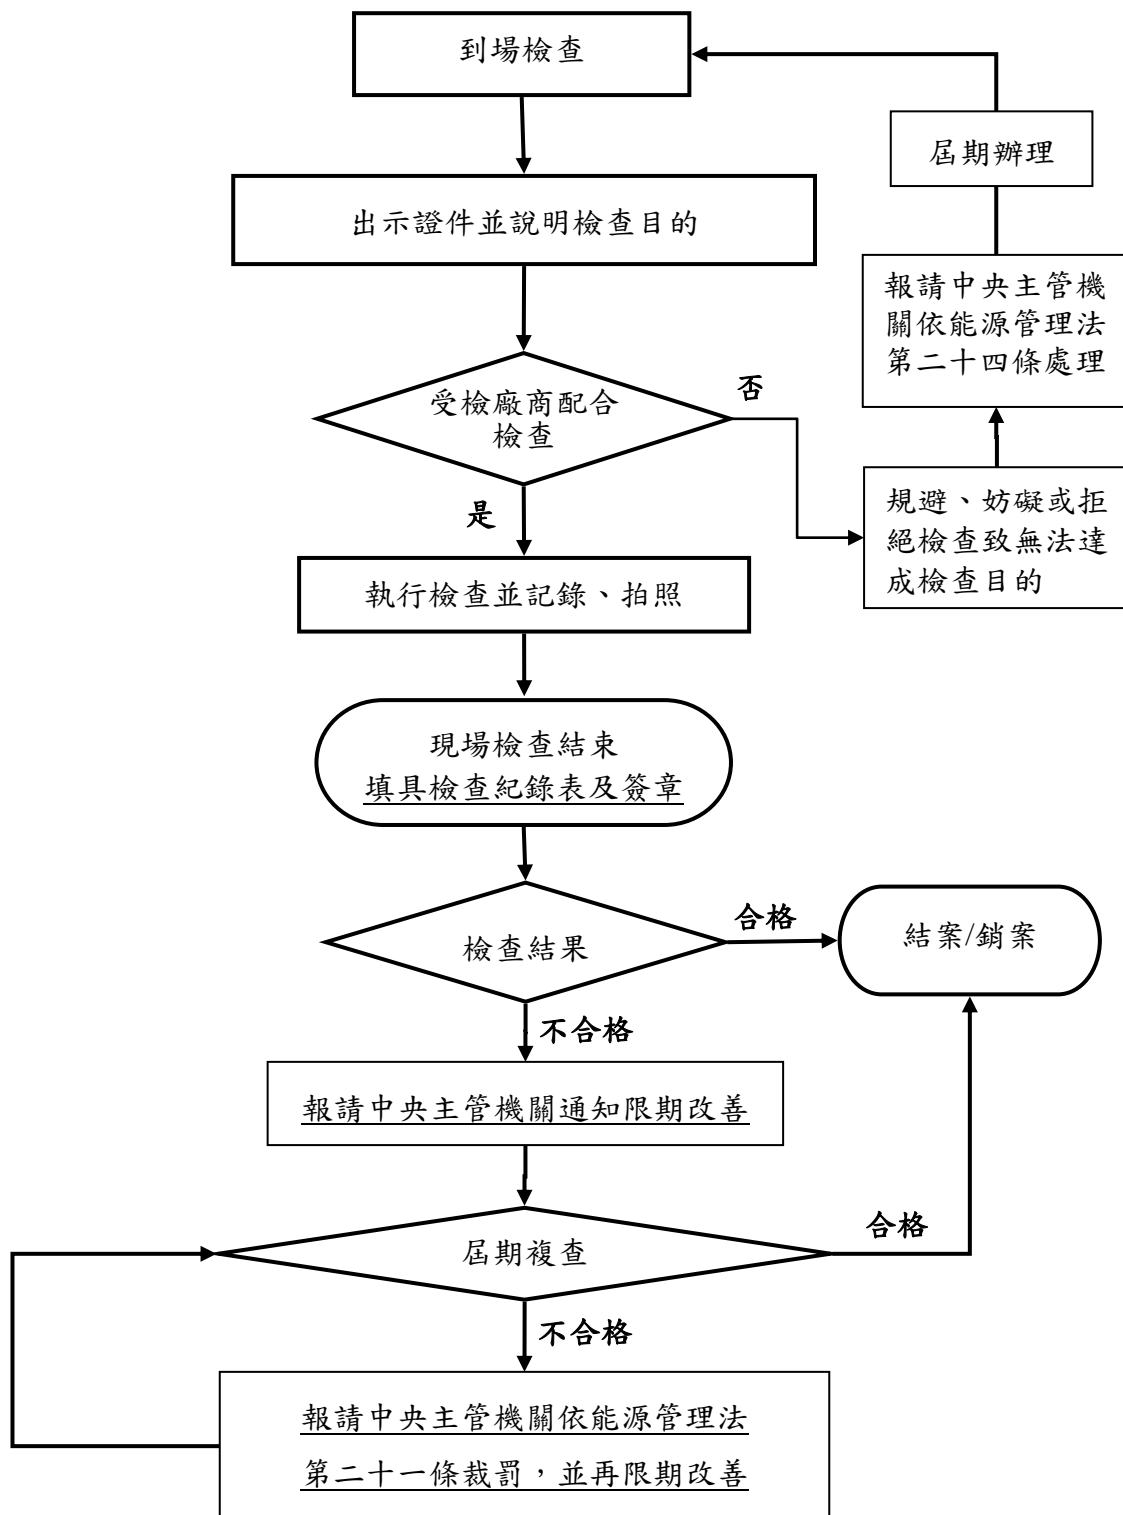 到場檢查
屆期辦理
出示證件並說明檢查目的
報請中央主管機
關依能源管理法
第二十四條處理
受檢廠商配合
檢查
否
是
規避、妨礙或拒
絕檢查致無法達
成檢查目的
執行檢查並記錄、拍照
現場檢查結束
填具檢查紀錄表及簽章
檢查結果
合格
結案/銷案
不合格
報請中央主管機關通知限期改善
屆期複查
合格
不合格
報請中央主管機關依能源管理法
第二十一條裁罰，並再限期改善